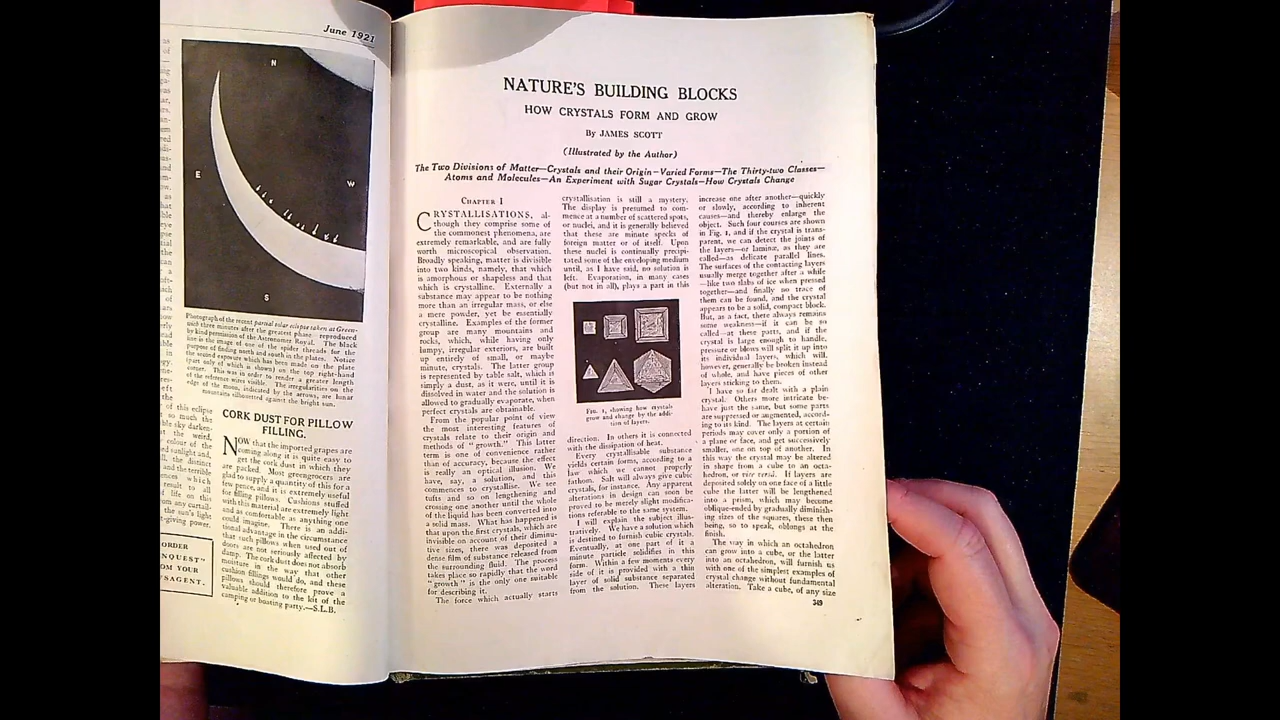 June 1921
N
E
W
S
Photograph of the recent partial solar eclipse taken at Green-
wich three minutes after the greatest phase reproduced
by kind permission of the Astronomer Royal. The black
line is the image of one of the spider threads for the
purpose of finding north and south in the plates. Notice
the second exposure which has been made on the plate
(part only of which is shown) on the top right-hand
corner. This was in order to render a greater length
of the reference wires visible. The irregularities on the
edge of the moon, indicated by the arrows, are lunar
mountains silhouetted against the bright sun.
CORK DUST FOR PILLOW
FILLING.
NOW that the imported grapes are
coming along it is quite easy to
get the cork dust in which they
are packed. Most greengrocers are
glad to supply a quantity of this for a
few pence, and it is extremely useful
for filling pillows. Cushions stuffed
with this material are extremely light
and as comfortable as anything one
could imagine. There is an addi-
tional advantage in the circumstance
that such pillows when used out of
doors are not seriously affected by
damp. The cork dust does not absorb
moisture in the way that other
cushion fillings would do, and these
pillows should therefore prove a
valuable addition to the kit of the
camping or boating party.—S.L.B.
of this eclipse
so much the
sky darken-
the weird,
colour of the
sunlight and,
the distinct
and the terrible
ences which
result to all
of life on this
any curtail-
the sun's light
-giving power.
ORDER
NQUEST"
OM YOUR
SAGENT.
NATURE'S BUILDING BLOCKS
HOW CRYSTALS FORM AND GROW
By JAMES SCOTT
(Illustrated by the Author)
The Two Divisions of Matter—Crystals and their Origin—Varied Forms—The Thirty-two Classes—
Atoms and Molecules—An Experiment with Sugar Crystals—How Crystals Change
CHAPTER I
CRYSTALLISATIONS, al-
though they comprise some of
the commonest phenomena, are
extremely remarkable, and are fully
worth microscopical observation.
Broadly speaking, matter is divisible
into two kinds, namely, that which
is amorphous or shapeless and that
which is crystalline. Externally a
substance may appear to be nothing
more than an irregular mass, or else
a mere powder, yet be essentially
crystalline. Examples of the former
group are many mountains and
rocks, which, while having only
lumpy, irregular exteriors, are built
up entirely of small, or maybe
minute, crystals. The latter group
is represented by table salt, which is
simply a dust, as it were, until it is
dissolved in water and the solution is
allowed to gradually evaporate, when
perfect crystals are obtainable.
From the popular point of view
the most interesting features of
crystals relate to their origin and
methods of "growth." This latter
term is one of convenience rather
than of accuracy, because the effect
is really an optical illusion. We
have, say, a solution, and the
commences to crystallise. We see
tufts and so on lengthening and
crossing one another until the whole
of the liquid has been converted into
a solid mass. What has happened is
that upon the first crystals, which are
invisible on account of their diminu-
tive sizes, there was deposited a
dense film of substance released from
the surrounding fluid. The process
takes place so rapidly, that the word
"growth" is the only one suitable
for describing it.
The force which actually starts
crystallisation is still a mystery.
The display is presumed to com-
mence at a number of scattered spots,
or nuclei, and it is generally believed
that these are minute specks of
foreign matter or of itself. Upon
these nuclei is continually precipi-
tated some of the enveloping medium
until, as I have said, no solution is
left. Evaporation, in many cases
(but not in all), plays a part in this
FIG. 1, showing how crystals
grow and change by the addi-
tion of layers.
direction. In others it is connected
with the dissipation of heat.
Every crystallisable substance
yields certain forms, according to a
law which we cannot properly
fathom. Salt will always give cubic
crystals, for instance. Any apparent
alterations in design can soon be
proved to be merely slight modifica-
tions referable to the same system.
I will explain the subject illus-
tratively. We have a solution which
is destined to furnish cubic crystals.
Eventually, at one part of it a
minute particle solidifies in this
form. Within a few moments every
side of it is provided with a thin
layer of solid substance separated
from the solution. These layers
increase one after another—quickly
or slowly, according to inherent
causes—and thereby enlarge the
object. Such four courses are shown
in Fig. 1, and if the crystal is trans-
parent, we can detect the joints of
the layers—or laminæ, as they are
called—as delicate parallel lines.
The surfaces of the contacting layers
usually merge together after a while
—like two slabs of ice when pressed
together—and finally no trace of
them can be found, and the crystal
appears to be a solid, compact block.
But, as a fact, there always remains
some weakness—if it can be so
called—at these parts, and if the
crystal is large enough to handle,
pressure or blows will split it up into
its individual layers, which will,
however, generally be broken instead
of whole, and have pieces of other
layers sticking to them.
I have so far dealt with a plain
crystal. Others more intricate be-
have just the same, but some parts
are suppressed or augmented, accord-
ing to its kind. The layers at certain
periods may cover only a portion of
a plane or face, and get successively
smaller, one on top of another. In
this way the crystal may be altered
in shape from a cube to an octa-
hedron, or vice versâ. If layers are
deposited solely on one face of a little
cube the latter will be lengthened
into a prism, which may become
oblique-ended by gradually diminish-
ing sizes of the squares, these then
being, so to speak, oblongs at the
finish.
The way in which an octahedron
can grow into a cube, or the latter
into an octahedron, will furnish us
with one of the simplest examples of
crystal change without fundamental
alteration. Take a cube, of any size
349